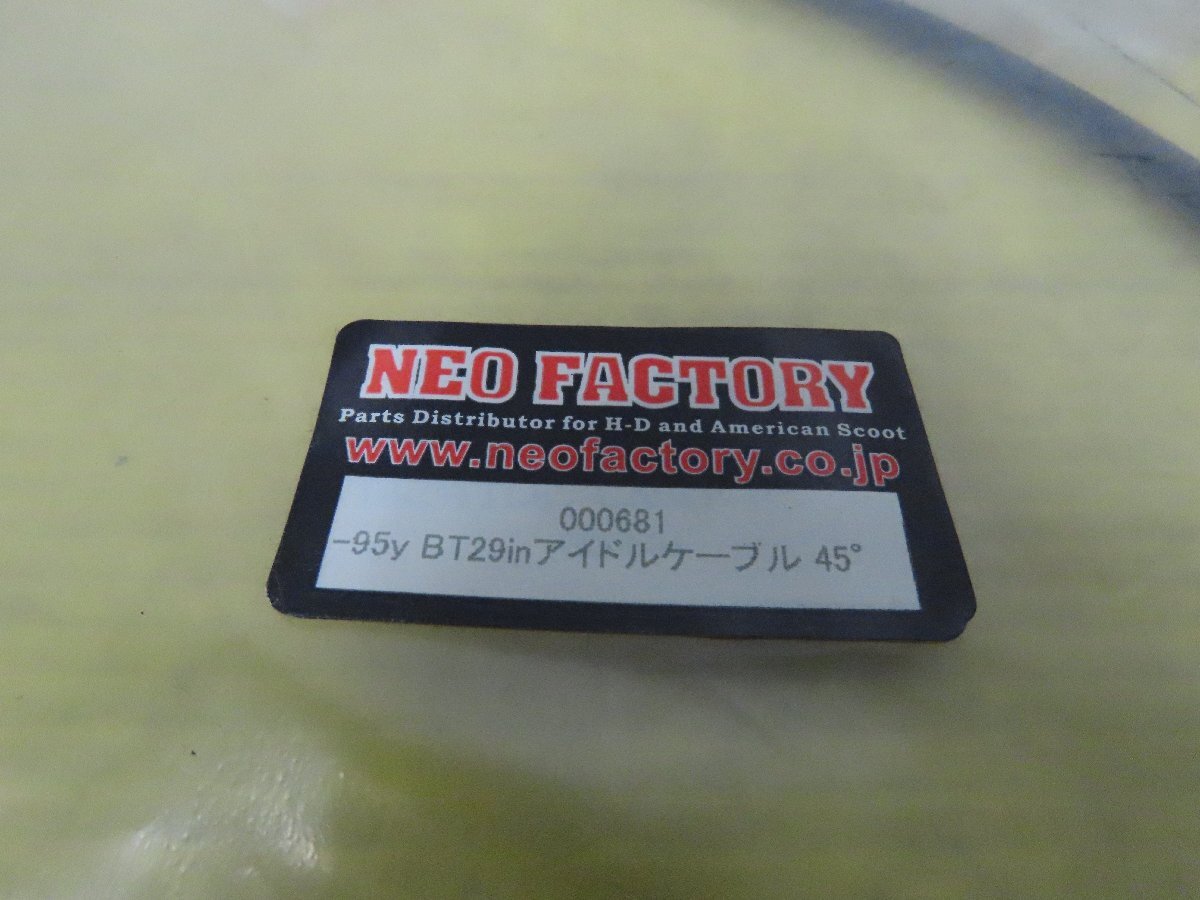 NEO FACTORY
Parts Distributor for H-D and American Scoot
www.neofactory.co.jp
000681
-95y BT29inアイドルケーブル 45°